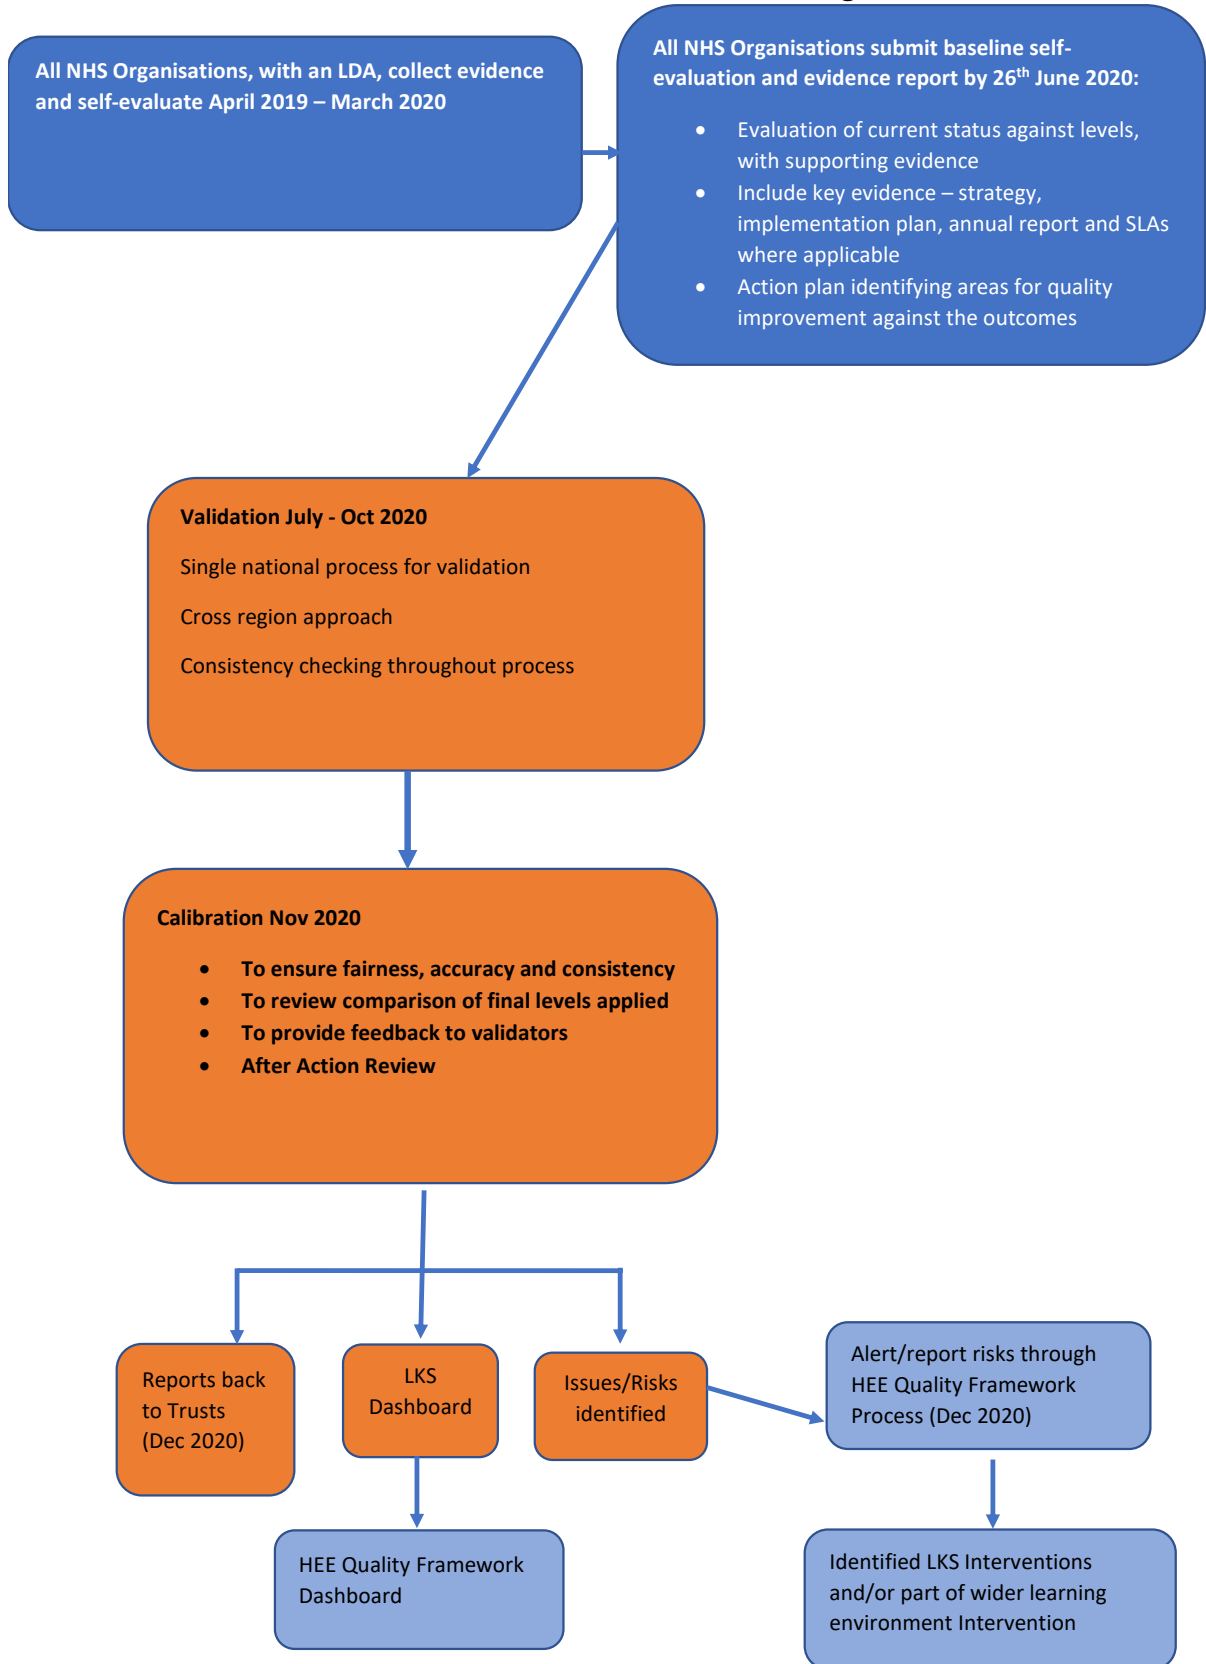 All NHS Organisations, with an LDA, collect evidence
and self-evaluate April 2019 – March 2020
All NHS Organisations submit baseline self-
evaluation and evidence report by 26th June 2020:
• Evaluation of current status against levels,
with supporting evidence
• Include key evidence – strategy,
implementation plan, annual report and SLAs
where applicable
• Action plan identifying areas for quality
improvement against the outcomes
Validation July - Oct 2020
Single national process for validation
Cross region approach
Consistency checking throughout process
Calibration Nov 2020
• To ensure fairness, accuracy and consistency
• To review comparison of final levels applied
• To provide feedback to validators
• After Action Review
Reports back
to Trusts
(Dec 2020)
LKS
Dashboard
Issues/Risks
identified
Alert/report risks through
HEE Quality Framework
Process (Dec 2020)
HEE Quality Framework
Dashboard
Identified LKS Interventions
and/or part of wider learning
environment Intervention